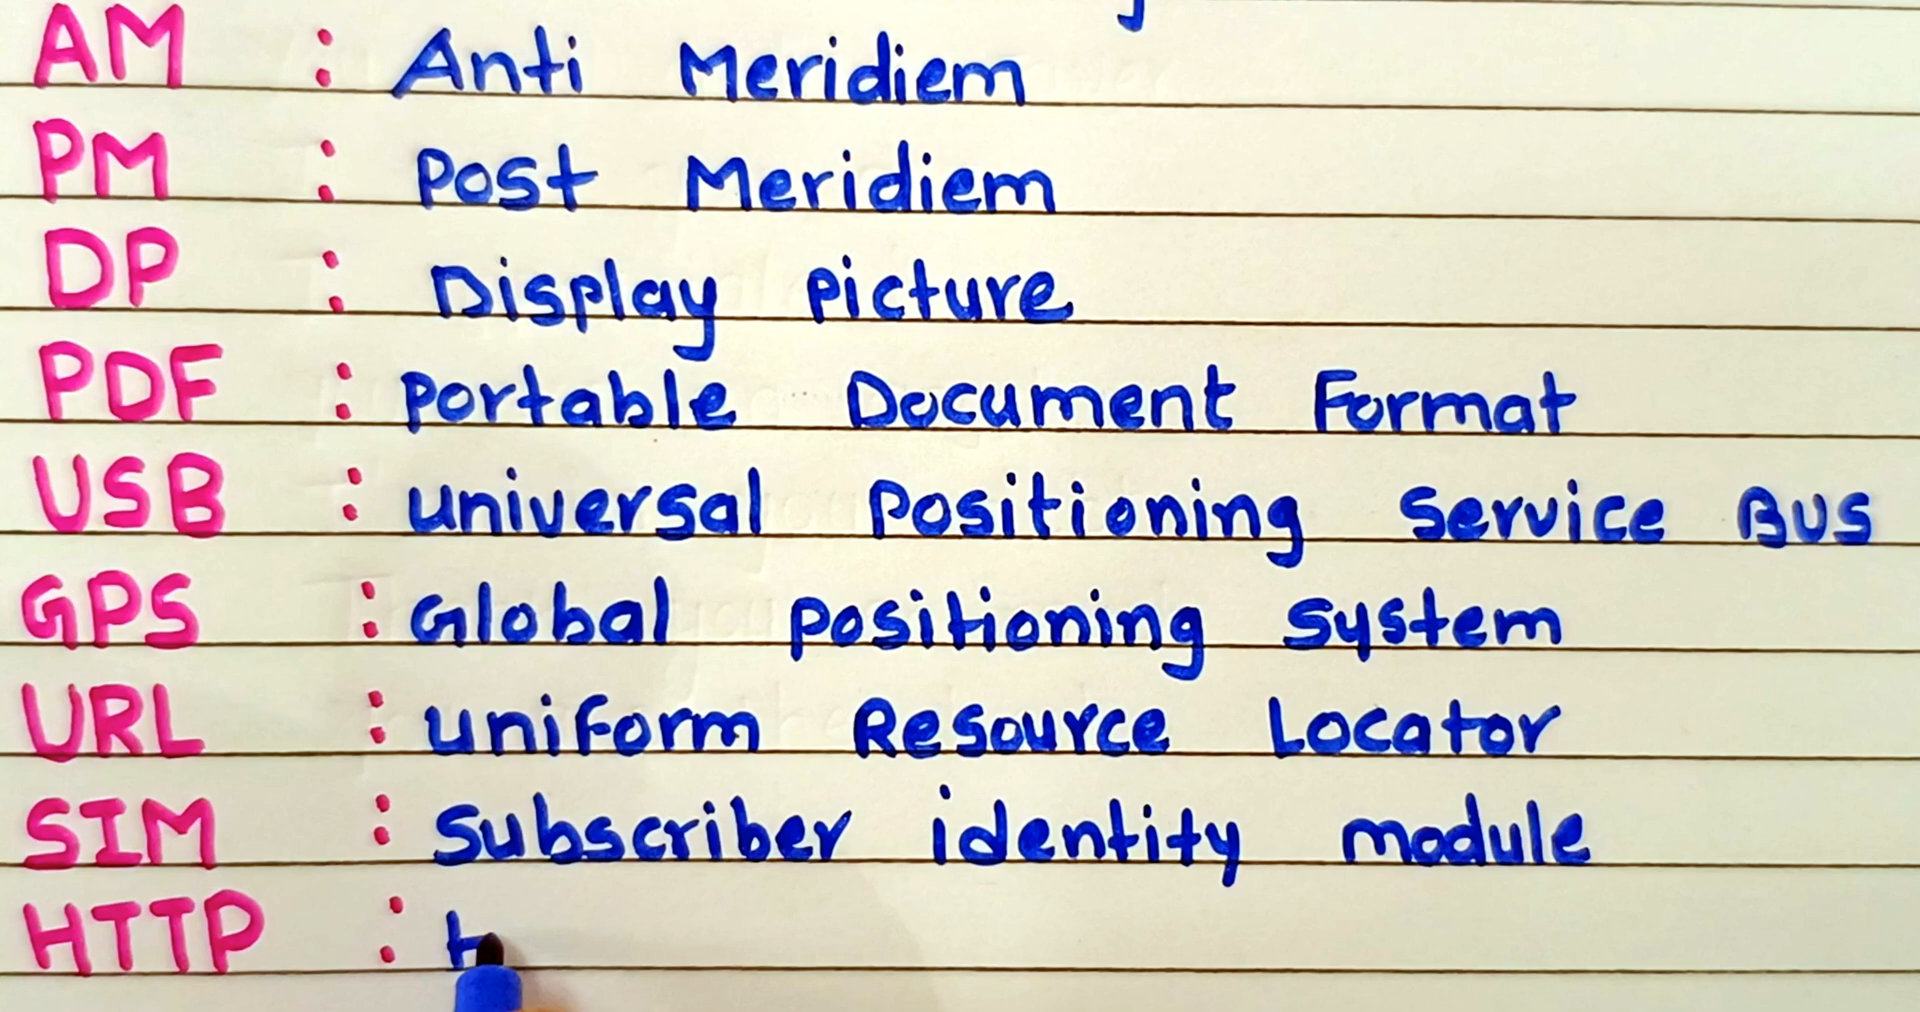 AM : Anti Meridiem
PM : Post Meridiem
DP : Display Picture
PDF : Portable Document Format
USB : Universal Positioning Service Bus
GPS : Global Positioning System
URL : Uniform Resource Locator
SIM : Subscriber identity module
HTTP :